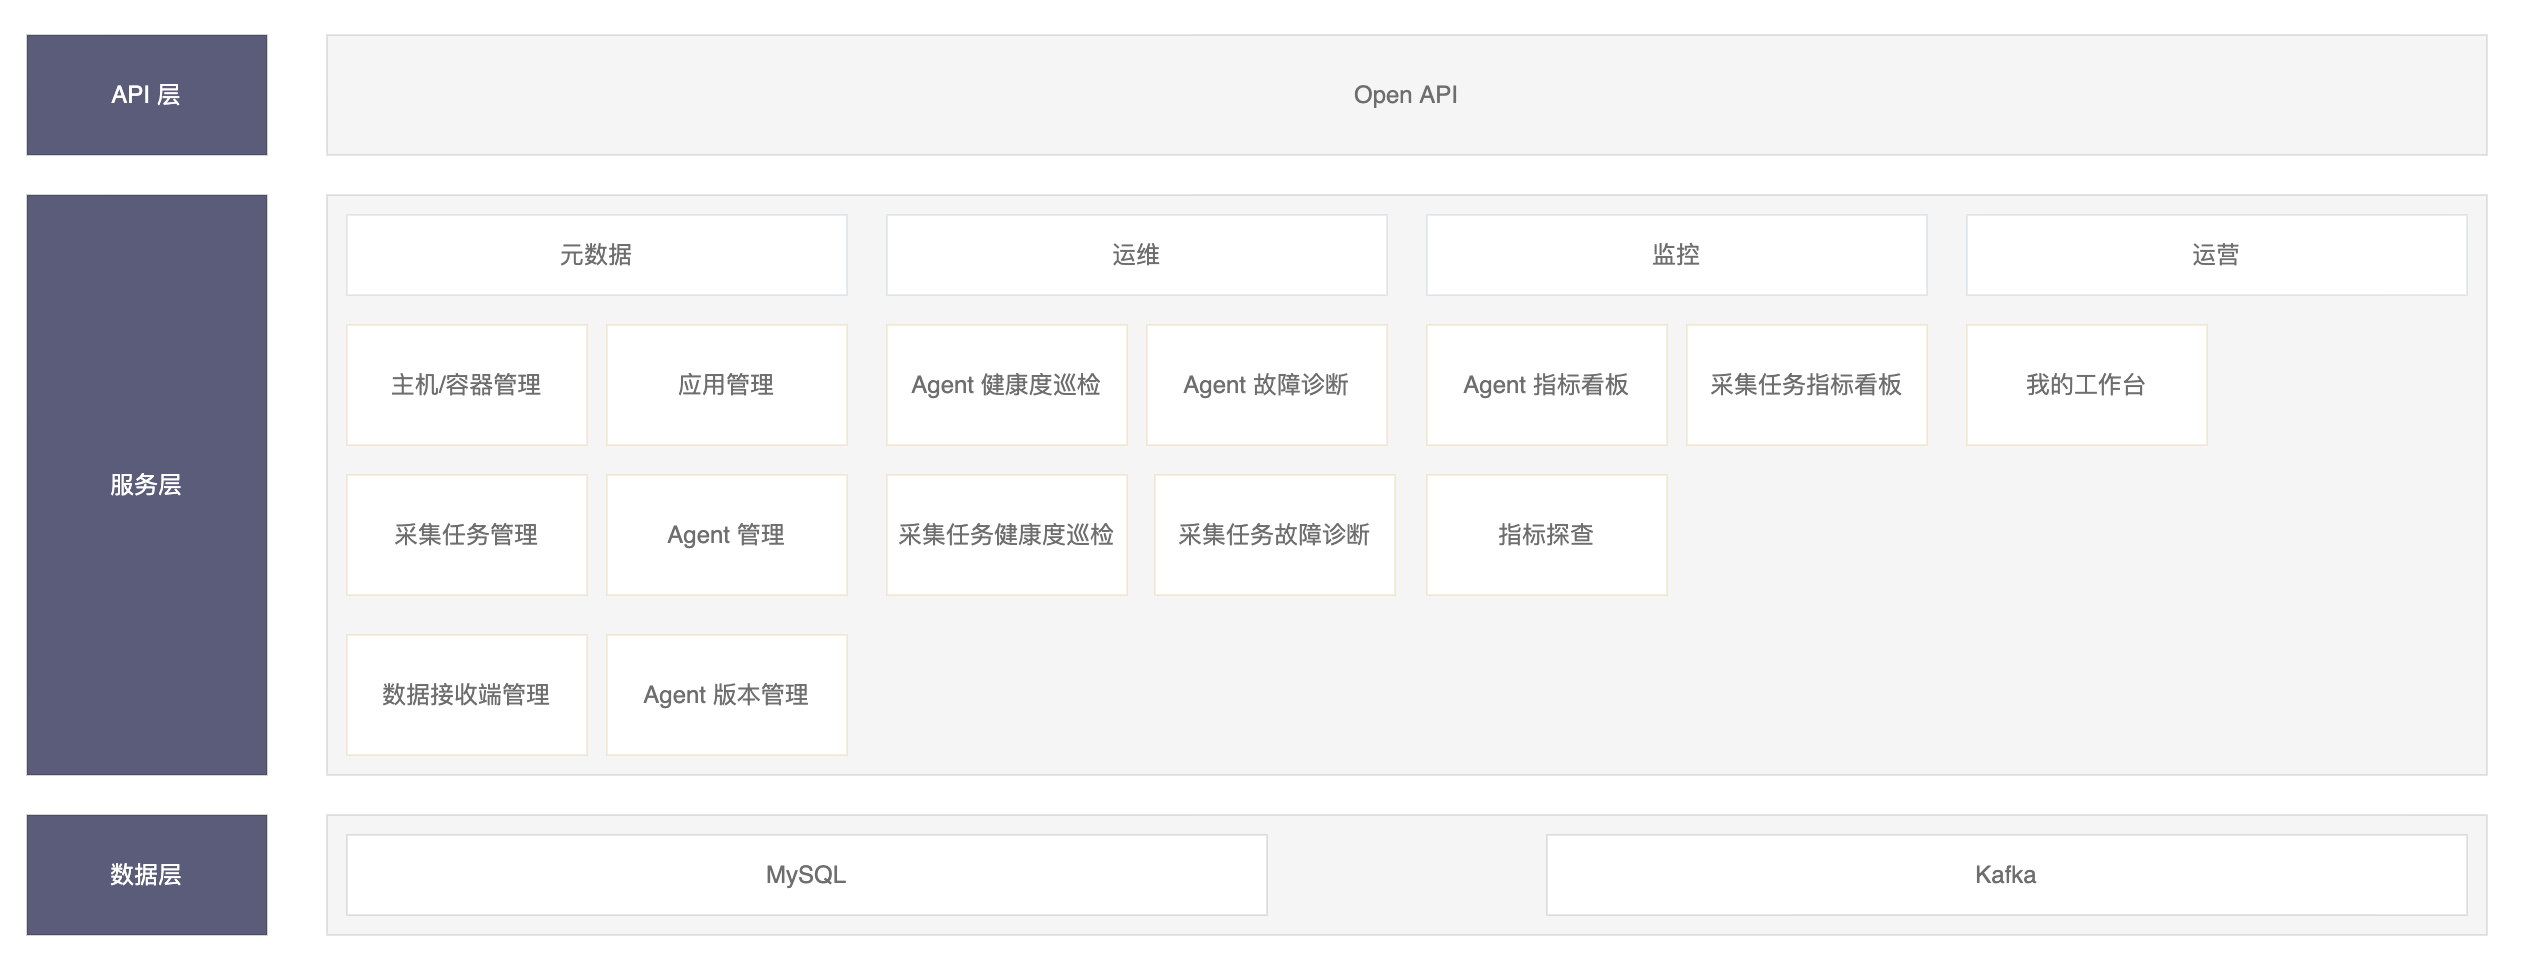 API 层
Open API
服务层
元数据
运维
监控
运营
主机/容器管理
应用管理
Agent 健康度巡检
Agent 故障诊断
Agent 指标看板
采集任务指标看板
我的工作台
采集任务管理
Agent 管理
采集任务健康度巡检
采集任务故障诊断
指标探查
数据接收端管理
Agent 版本管理
数据层
MySQL
Kafka